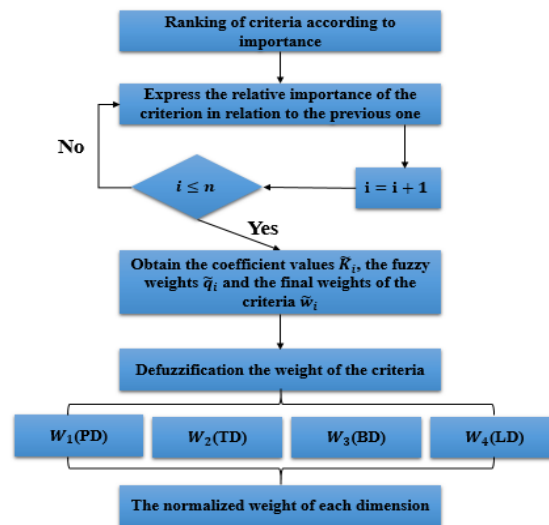 Ranking of criteria according to
importance
Express the relative importance of the
criterion in relation to the previous one
No
i ≤ n
i = i + 1
Yes
Obtain the coefficient values K̃ᵢ, the fuzzy
weights q̃ᵢ and the final weights of the
criteria w̃ᵢ
Defuzzification the weight of the criteria
W₁(PD)
W₂(TD)
W₃(BD)
W₄(LD)
The normalized weight of each dimension